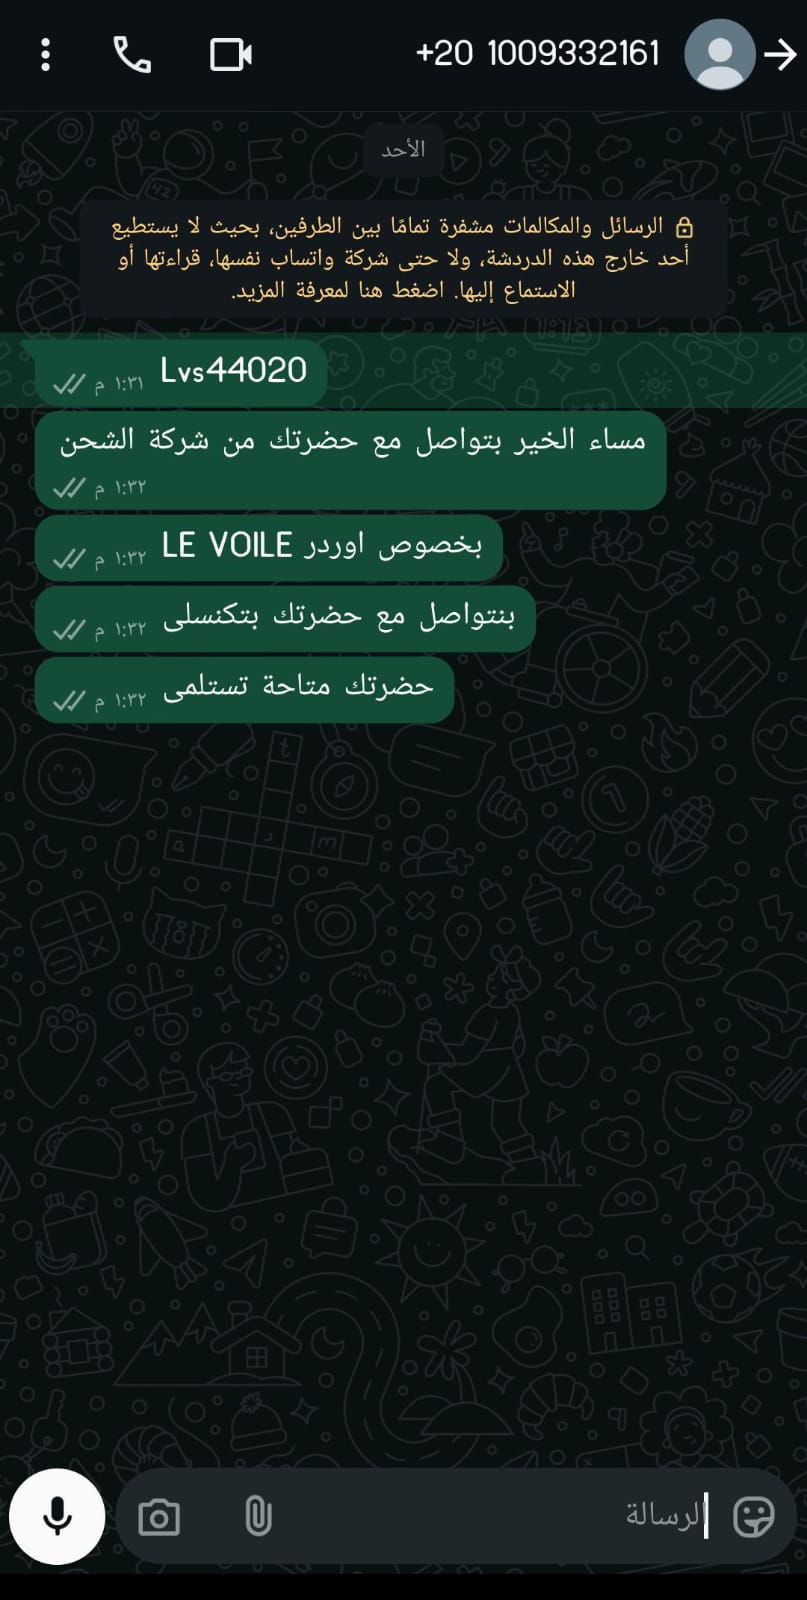 +20 1009332161
الأحد
الرسائل والمكالمات مشفرة تمامًا بين الطرفين، بحيث لا يستطيع
أحد خارج هذه الدردشة، ولا حتى شركة واتساب نفسها، قراءتها أو
الاستماع إليها. اضغط هنا لمعرفة المزيد.
Lvs44020
١:٣١ م
مساء الخير بتواصل مع حضرتك من شركة الشحن
١:٣٢ م
بخصوص اوردر LE VOILE
١:٣٢ م
بنتواصل مع حضرتك بتكنسلى
١:٣٢ م
حضرتك متاحة تستلمى
١:٣٢ م
الرسالة